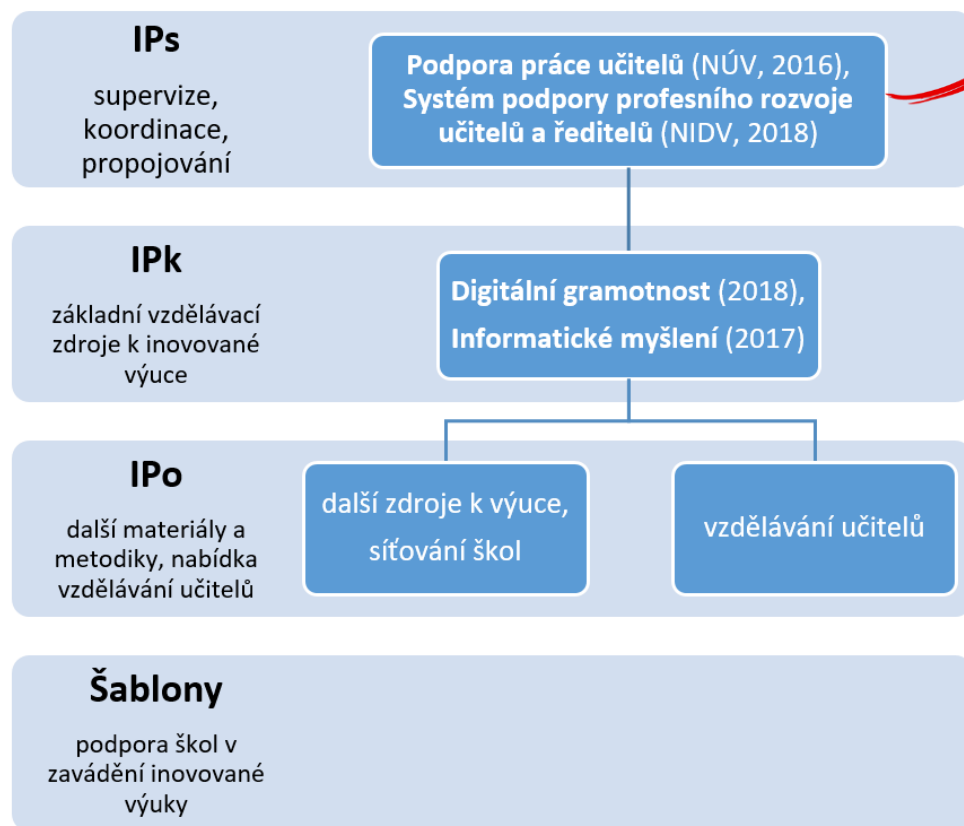 IPs
supervize,
koordinace,
propojování
Podpora práce učitelů (NÚV, 2016),
Systém podpory profesního rozvoje
učitelů a ředitelů (NIDV, 2018)
IPk
základní vzdělávací
zdroje k inovované
výuce
Digitální gramotnost (2018),
Informatické myšlení (2017)
IPo
další materiály a
metodiky, nabídka
vzdělávání učitelů
další zdroje k výuce,
síťování škol
vzdělávání učitelů
Šablony
podpora škol v
zavádění inovované
výuky